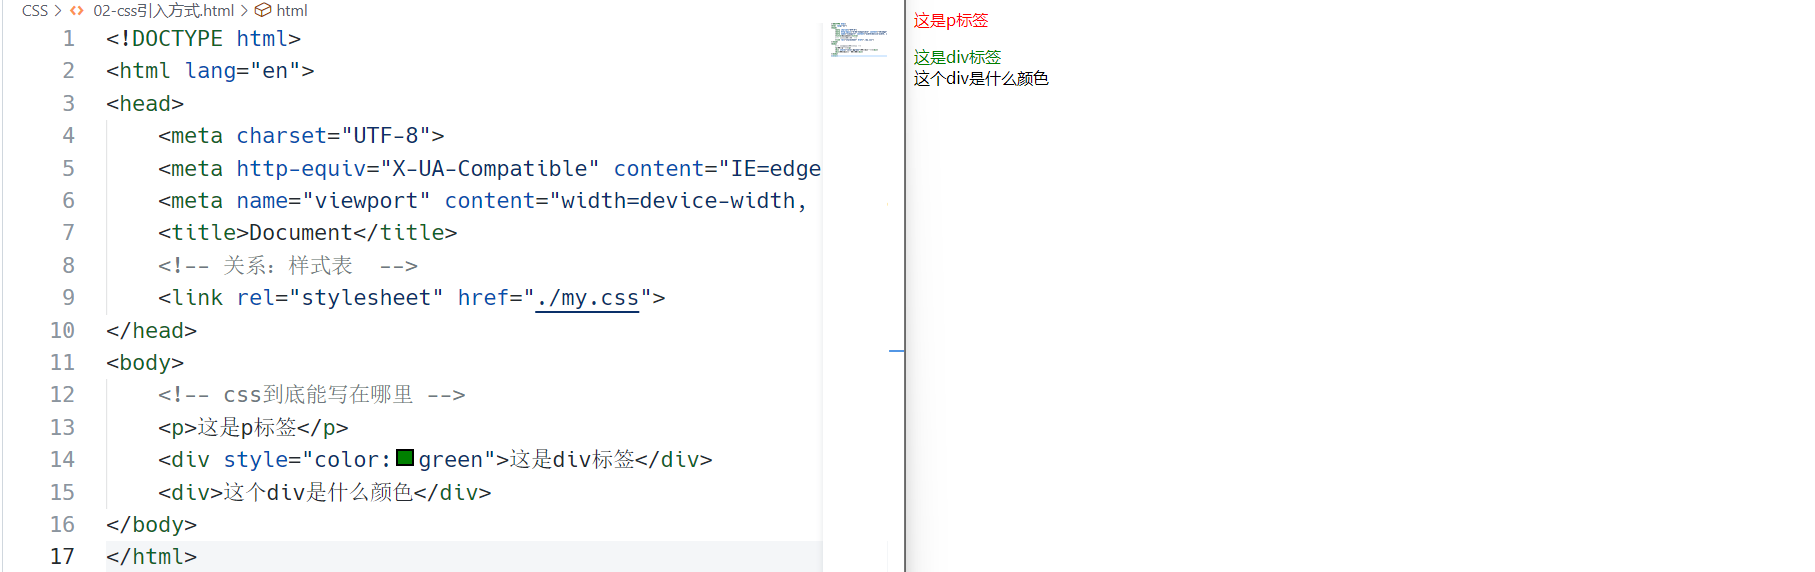 CSS > 02-css引入方式.html > html
1 <!DOCTYPE html>
2 <html lang="en">
3 <head>
4 <meta charset="UTF-8">
5 <meta http-equiv="X-UA-Compatible" content="IE=edge
6 <meta name="viewport" content="width=device-width,
7 <title>Document</title>
8 <!-- 关系：样式表  -->
9 <link rel="stylesheet" href="./my.css">
10 </head>
11 <body>
12 <!-- css到底能写在哪里 -->
13 <p>这是p标签</p>
14 <div style="color:green">这是div标签</div>
15 <div>这个div是什么颜色</div>
16 </body>
17 </html>
这是p标签
这是div标签
这个div是什么颜色